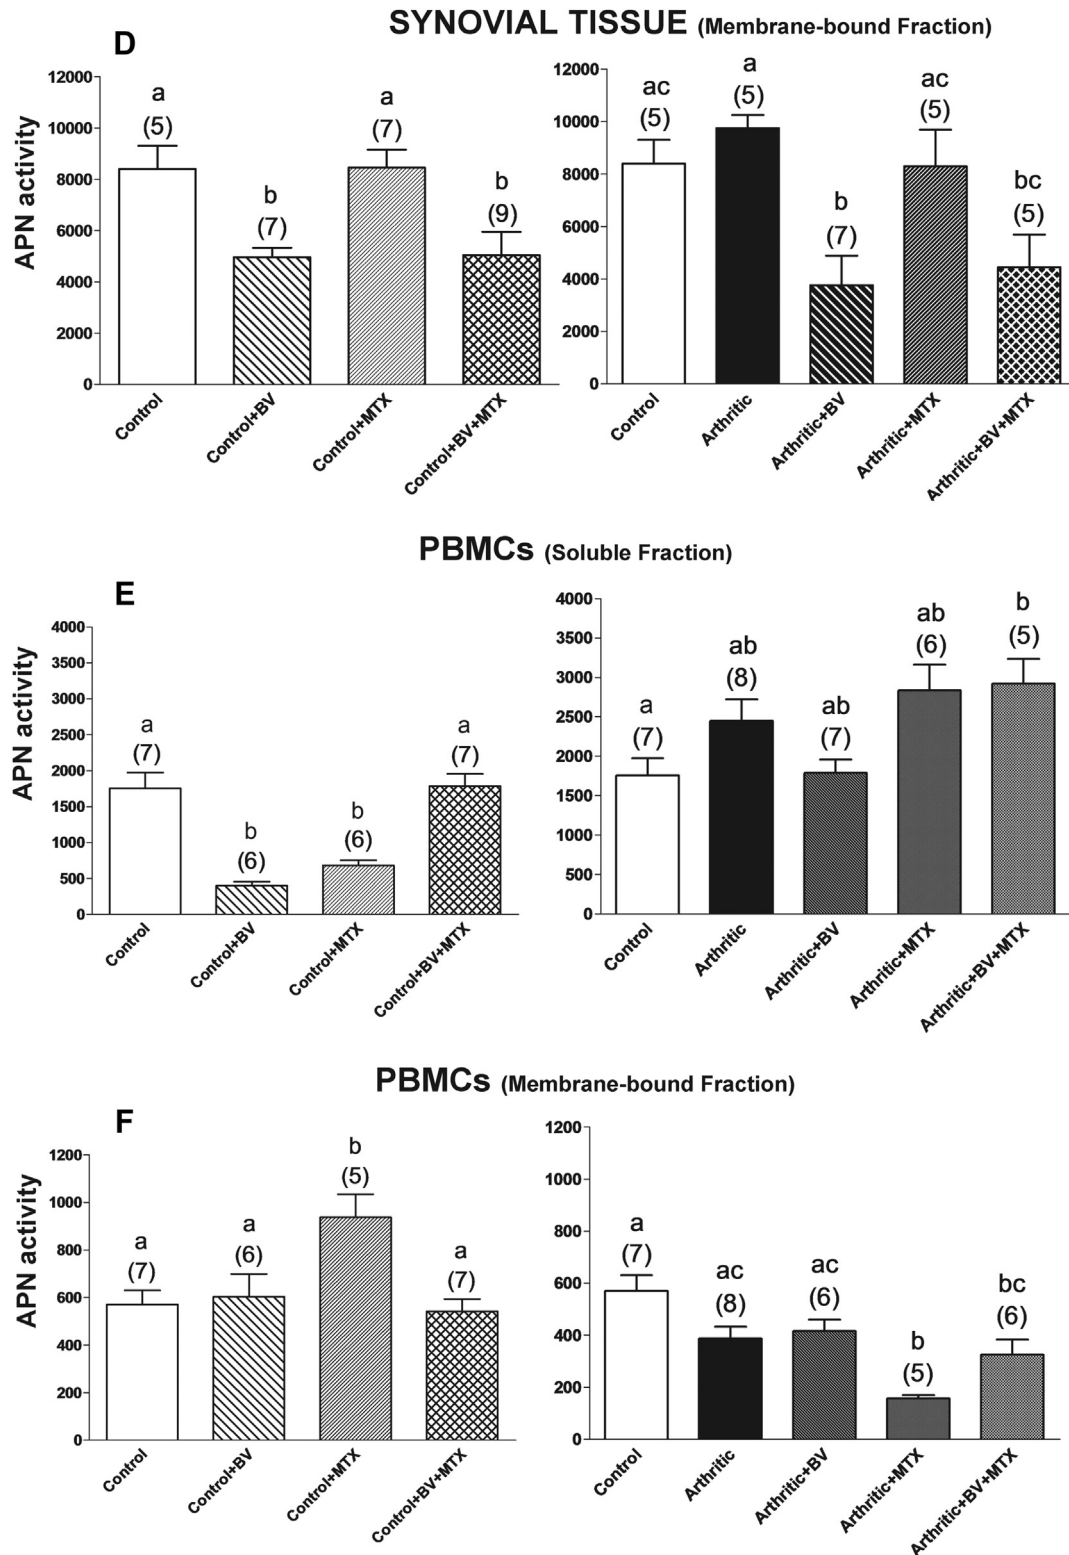 SYNOVIAL TISSUE (Membrane-bound Fraction)
D
APN activity
12000
10000
8000
6000
4000
2000
0
a
(5)
b
(7)
a
(7)
b
(9)
Control
Control+BV
Control+MTX
Control+BV+MTX
12000
10000
8000
6000
4000
2000
0
ac
(5)
a
(5)
b
(7)
ac
(5)
bc
(5)
Control
Arthritic
Arthritic+BV
Arthritic+MTX
Arthritic+BV+MTX
PBMCs (Soluble Fraction)
E
APN activity
4000
3500
3000
2500
2000
1500
1000
500
0
a
(7)
b
(6)
b
(6)
a
(7)
Control
Control+BV
Control+MTX
Control+BV+MTX
4000
3500
3000
2500
2000
1500
1000
500
0
a
(7)
ab
(8)
ab
(7)
ab
(6)
b
(5)
Control
Arthritic
Arthritic+BV
Arthritic+MTX
Arthritic+BV+MTX
PBMCs (Membrane-bound Fraction)
F
APN activity
1200
1000
800
600
400
200
0
a
(7)
a
(6)
b
(5)
a
(7)
Control
Control+BV
Control+MTX
Control+BV+MTX
1200
1000
800
600
400
200
0
a
(7)
ac
(8)
ac
(6)
b
(5)
bc
(6)
Control
Arthritic
Arthritic+BV
Arthritic+MTX
Arthritic+BV+MTX